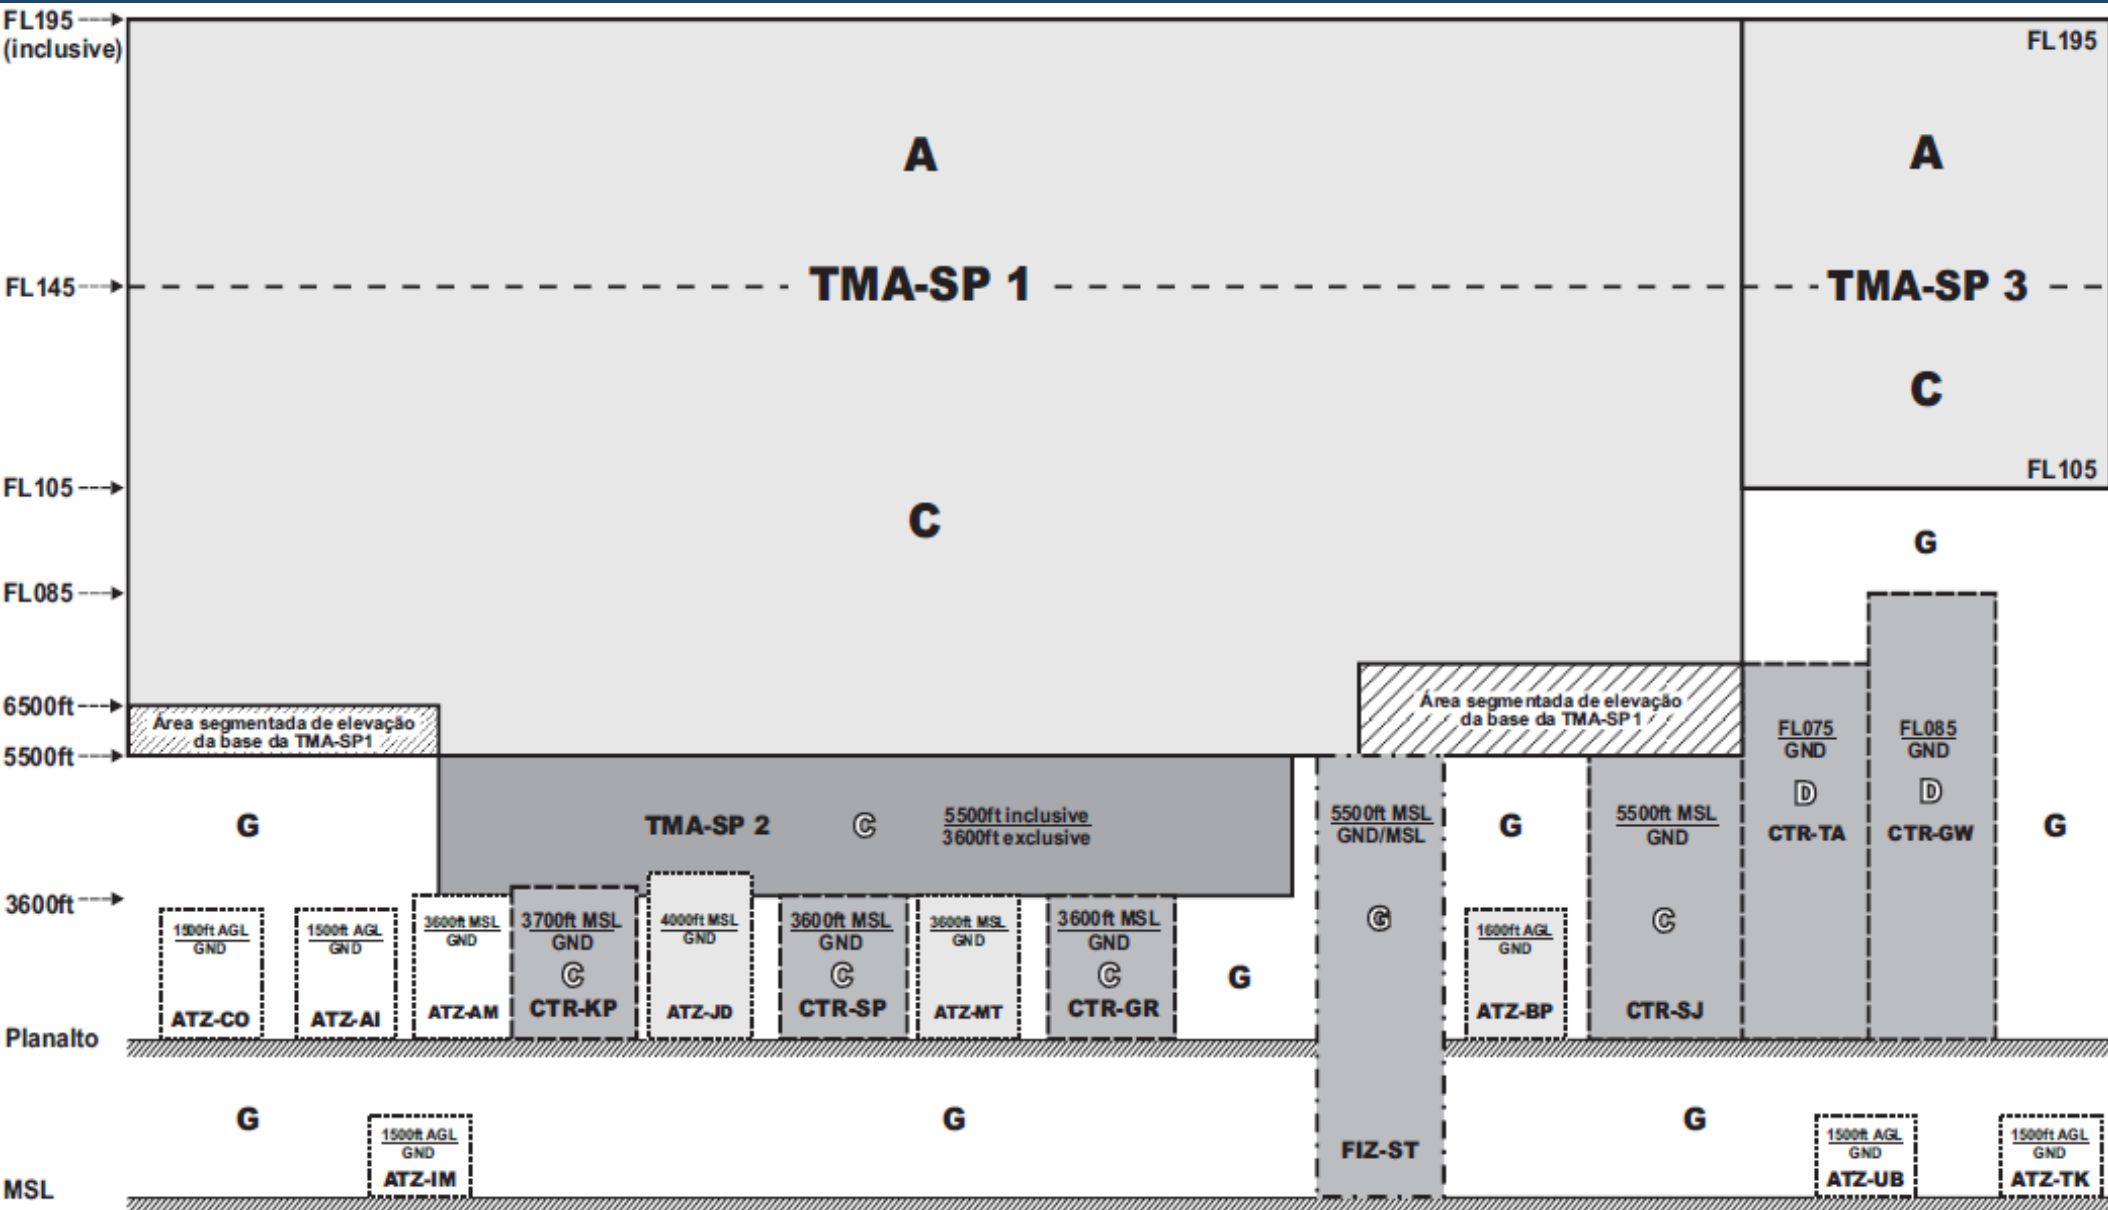 FL195
(inclusive)
FL195
A
A
FL145
TMA-SP 1
TMA-SP 3
C
FL105
FL105
C
G
FL085
6500ft
Área segmentada de elevação
da base da TMA-SP1
Área segmentada de elevação
da base da TMA-SP1
5500ft
FL075
GND
D
CTR-TA
FL085
GND
D
CTR-GW
G
G
TMA-SP 2
C
5500ft inclusive
3600ft exclusive
5500ft MSL
GND/MSL
G
G
5500ft MSL
GND
C
CTR-SJ
3600ft
1500ft AGL
GND
ATZ-CO
1500ft AGL
GND
ATZ-AI
3600ft MSL
GND
ATZ-AM
3700ft MSL
GND
C
CTR-KP
4000ft MSL
GND
ATZ-JD
3600ft MSL
GND
C
CTR-SP
3600ft MSL
GND
ATZ-MT
3600ft MSL
GND
C
CTR-GR
G
1600ft AGL
GND
ATZ-BP
Planalto
G
1500ft AGL
GND
ATZ-IM
G
FIZ-ST
G
1500ft AGL
GND
ATZ-UB
1500ft AGL
GND
ATZ-TK
MSL